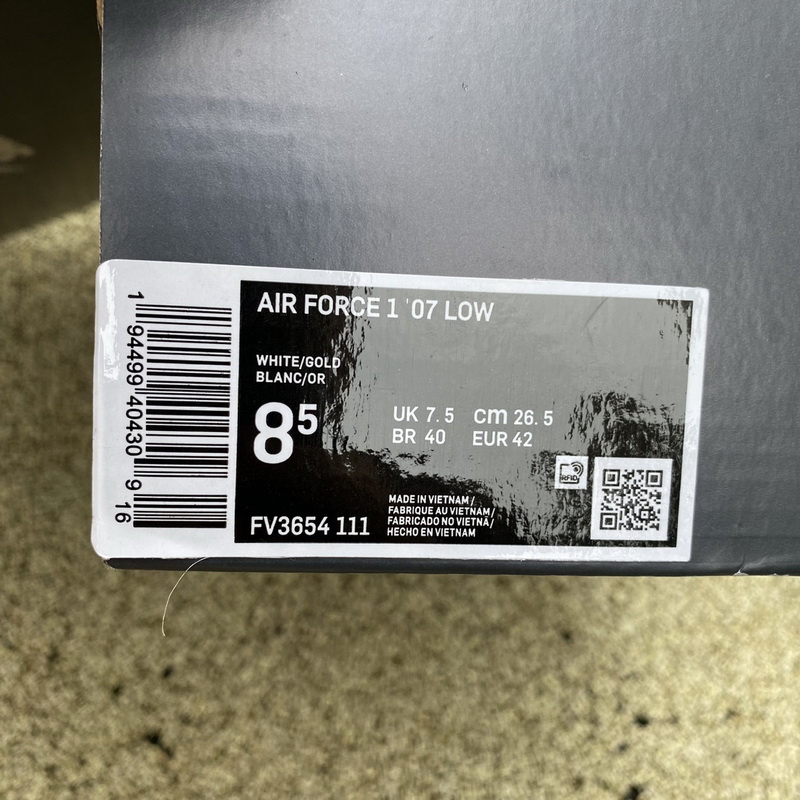 AIR FORCE 1 '07 LOW
WHITE/GOLD
BLANC/OR
8 5
UK 7.5 cm 26.5
BR 40 EUR 42
RFID
MADE IN VIETNAM/
FABRIQUE AU VIETNAM/
FABRICADO NO VIETNÃ/
HECHO EN VIETNAM
FV3654 111
1 94499 40430 9 16